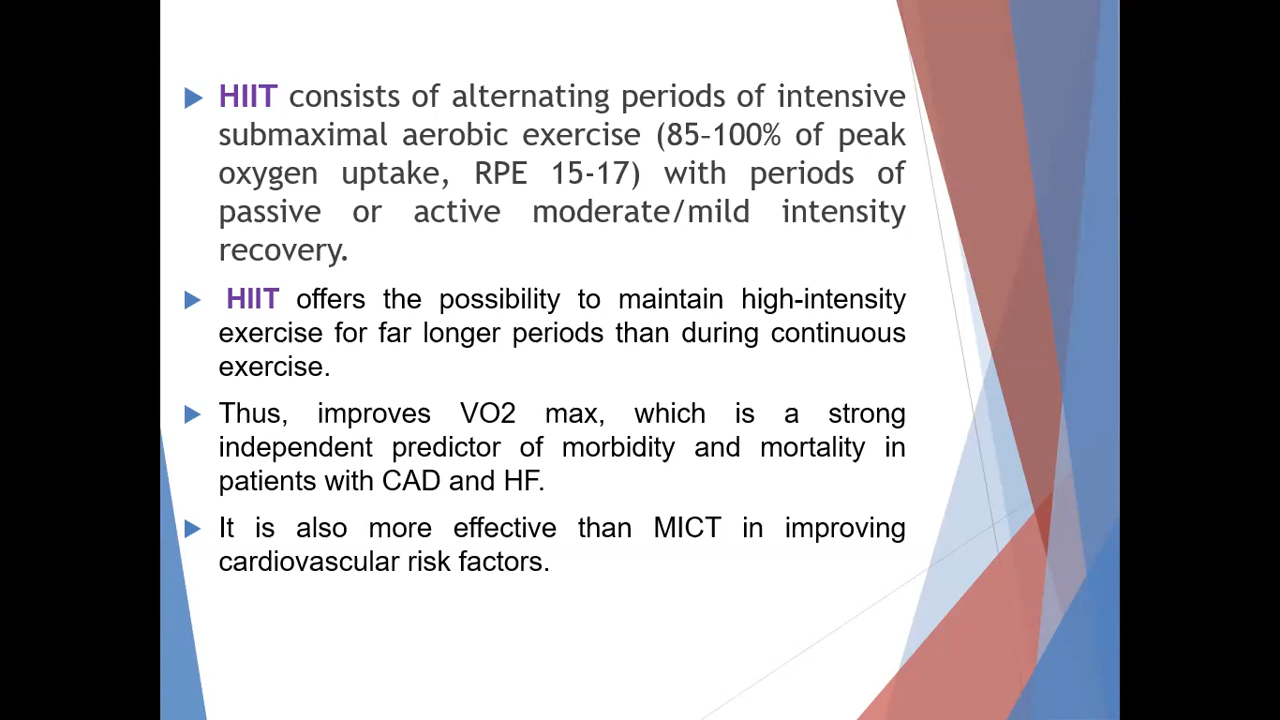 HIIT consists of alternating periods of intensive
submaximal aerobic exercise (85–100% of peak
oxygen uptake, RPE 15-17) with periods of
passive or active moderate/mild intensity
recovery.
HIIT offers the possibility to maintain high-intensity
exercise for far longer periods than during continuous
exercise.
Thus, improves VO2 max, which is a strong
independent predictor of morbidity and mortality in
patients with CAD and HF.
It is also more effective than MICT in improving
cardiovascular risk factors.